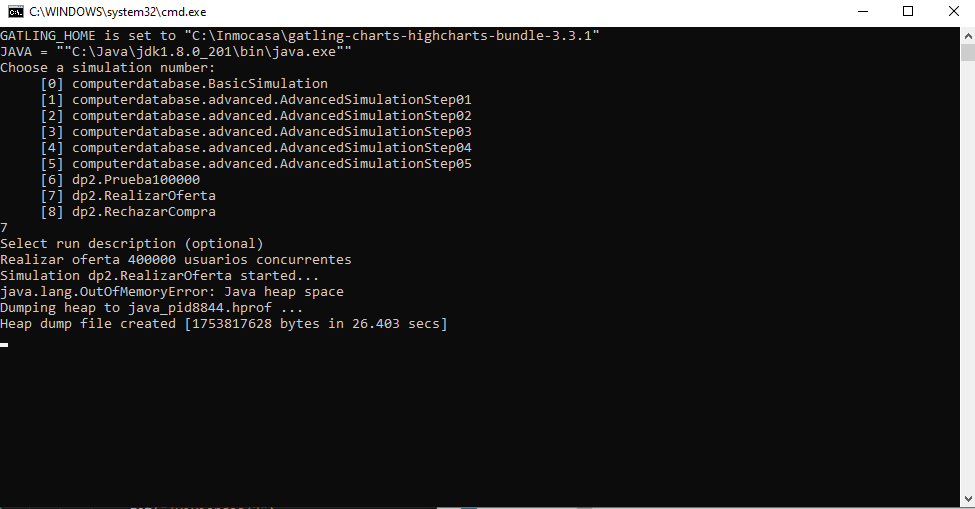 C:\WINDOWS\system32\cmd.exe
GATLING_HOME is set to "C:\Inmocasa\gatling-charts-highcharts-bundle-3.3.1"
JAVA = ""C:\Java\jdk1.8.0_201\bin\java.exe""
Choose a simulation number:
[0] computerdatabase.BasicSimulation
[1] computerdatabase.advanced.AdvancedSimulationStep01
[2] computerdatabase.advanced.AdvancedSimulationStep02
[3] computerdatabase.advanced.AdvancedSimulationStep03
[4] computerdatabase.advanced.AdvancedSimulationStep04
[5] computerdatabase.advanced.AdvancedSimulationStep05
[6] dp2.Prueba100000
[7] dp2.RealizarOferta
[8] dp2.RechazarCompra
7
Select run description (optional)
Realizar oferta 400000 usuarios concurrentes
Simulation dp2.RealizarOferta started...
java.lang.OutOfMemoryError: Java heap space
Dumping heap to java_pid8844.hprof ...
Heap dump file created [1753817628 bytes in 26.403 secs]